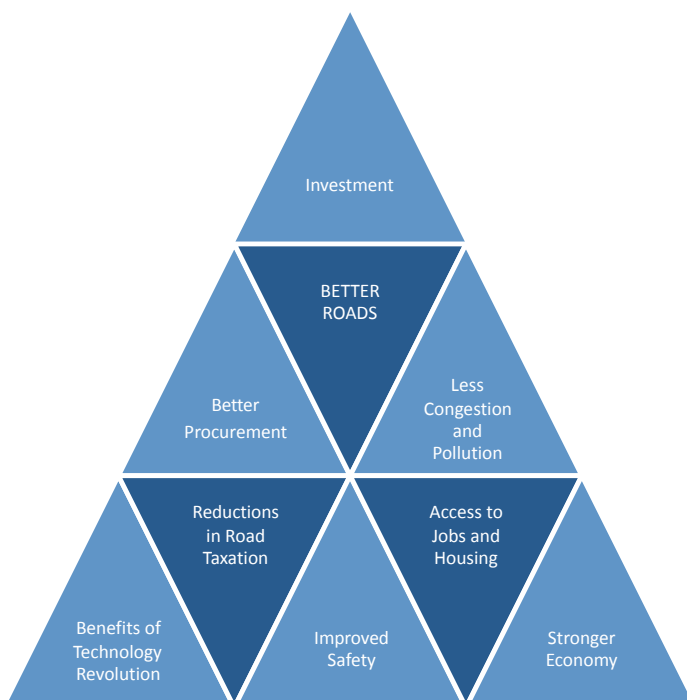 Investment
BETTER
ROADS
Better
Procurement
Less
Congestion
and
Pollution
Reductions
in Road
Taxation
Access to
Jobs and
Housing
Benefits of
Technology
Revolution
Improved
Safety
Stronger
Economy